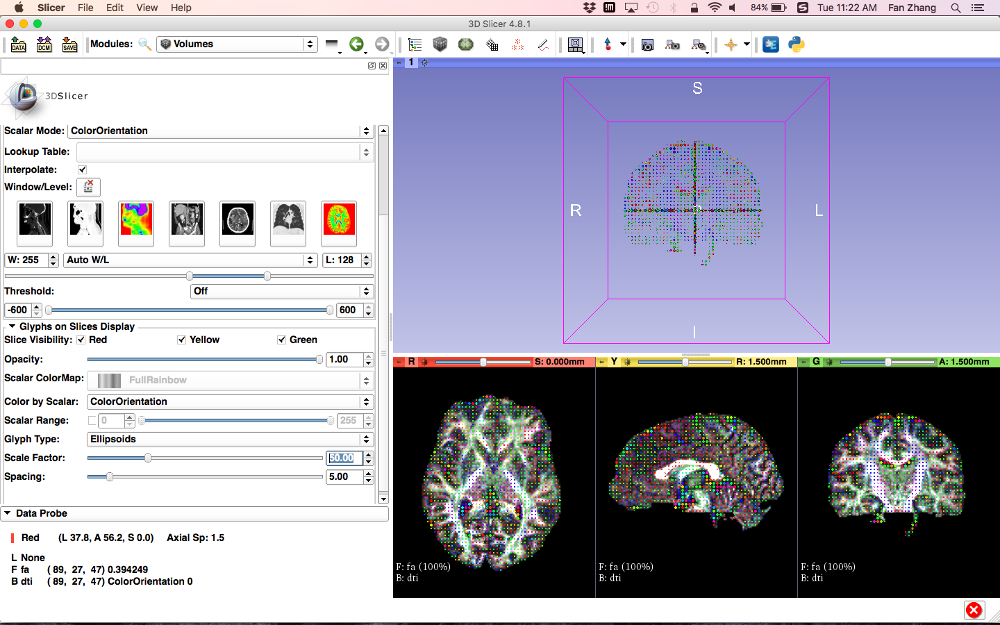 Slicer File Edit View Help 84% Tue 11:22 AM Fan Zhang
3D Slicer 4.8.1
DATA DCM SAVE Modules: Volumes
1
3DSlicer
S
R
L
I
Scalar Mode: ColorOrientation
Lookup Table:
Interpolate:
Window/Level:
W: 255 Auto W/L L: 128
Threshold: Off
-600 600
Glyphs on Slices Display
Slice Visibility: Red Yellow Green
Opacity: 1.00
Scalar ColorMap: FullRainbow
Color by Scalar: ColorOrientation
Scalar Range: 0 255
Glyph Type: Ellipsoids
Scale Factor: 50.00
Spacing: 5.00
R S: 0.000mm
Y R: 1.500mm
G A: 1.500mm
F: fa (100%)
B: dti
F: fa (100%)
B: dti
F: fa (100%)
B: dti
Data Probe
Red (L 37.8, A 56.2, S 0.0) Axial Sp: 1.5
L None
F fa ( 89, 27, 47) 0.394249
B dti ( 89, 27, 47) ColorOrientation 0